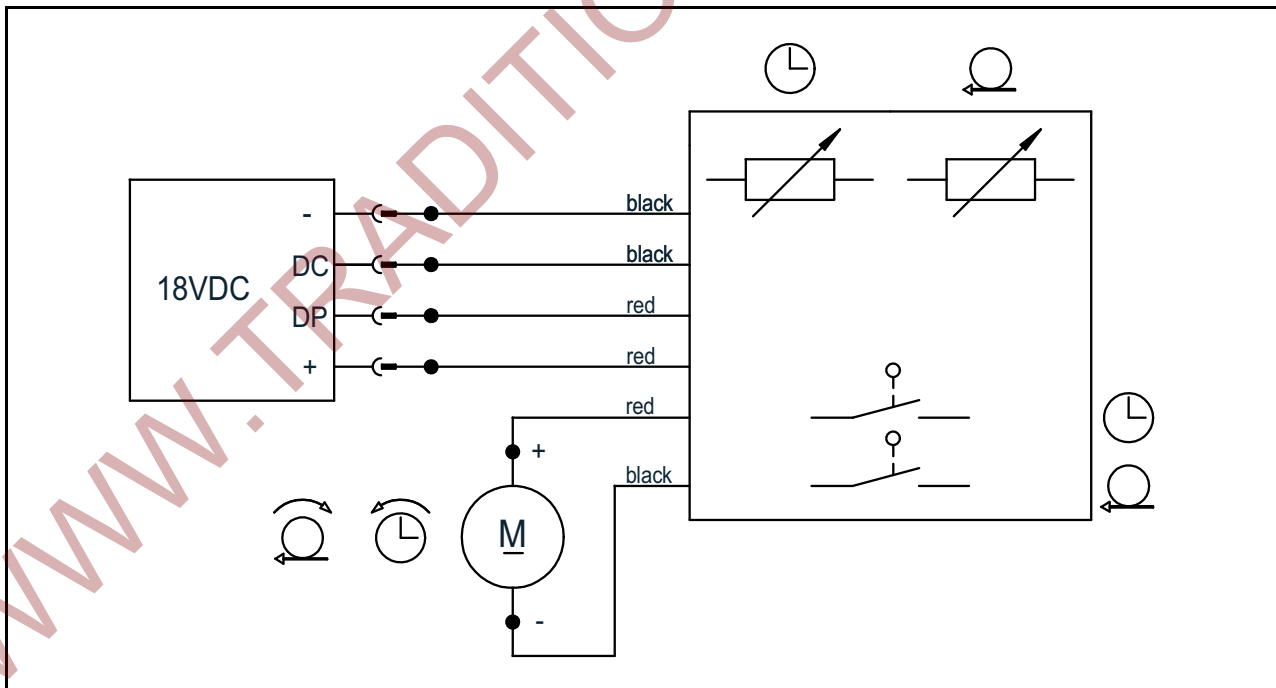 WWW.TRADITIO
black
-
black
DC
18VDC
red
DP
red
+
red
+
black
M
-